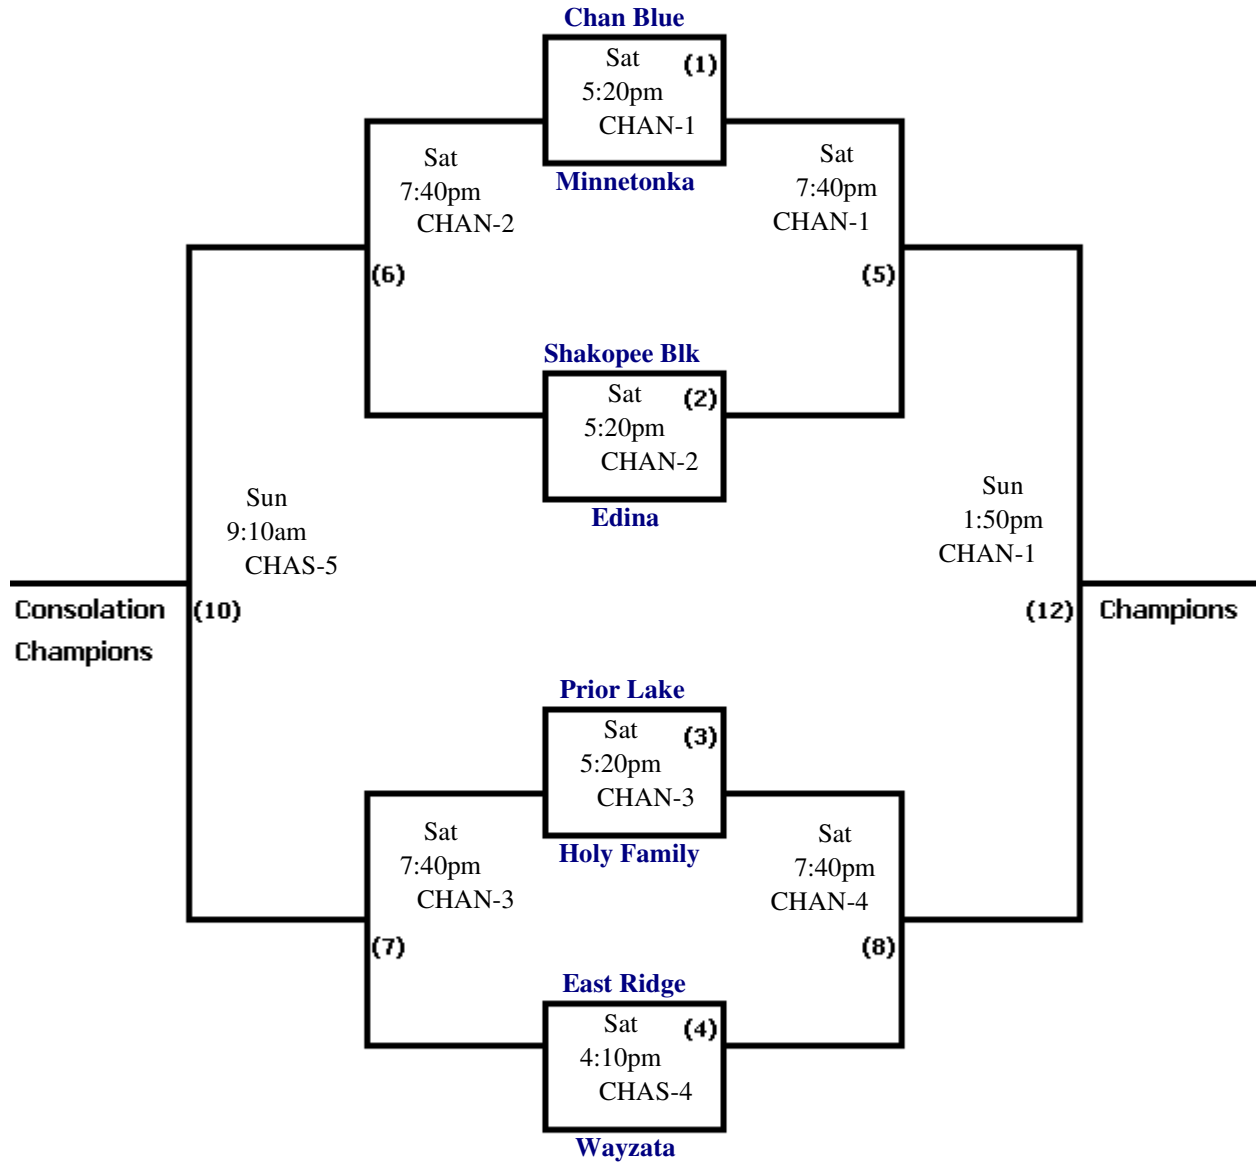 Chan Blue
Sat (1)
5:20pm
CHAN-1
Minnetonka
Sat
7:40pm
CHAN-2
(6)
Sat
7:40pm
CHAN-1
(5)
Shakopee Blk
Sat (2)
5:20pm
CHAN-2
Edina
Sun
9:10am
CHAS-5
Consolation (10)
Champions
Sun
1:50pm
CHAN-1
(12) Champions
Prior Lake
Sat (3)
5:20pm
CHAN-3
Holy Family
Sat
7:40pm
CHAN-3
(7)
Sat
7:40pm
CHAN-4
(8)
East Ridge
Sat (4)
4:10pm
CHAS-4
Wayzata